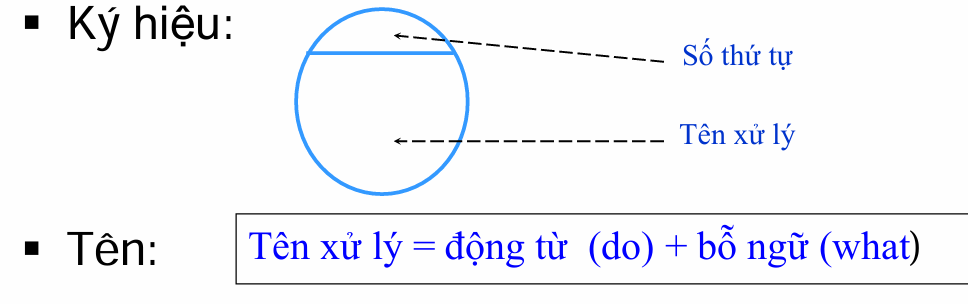 ▪ Ký hiệu:
Số thứ tự
Tên xử lý
▪ Tên:
Tên xử lý = động từ (do) + bỗ ngữ (what)